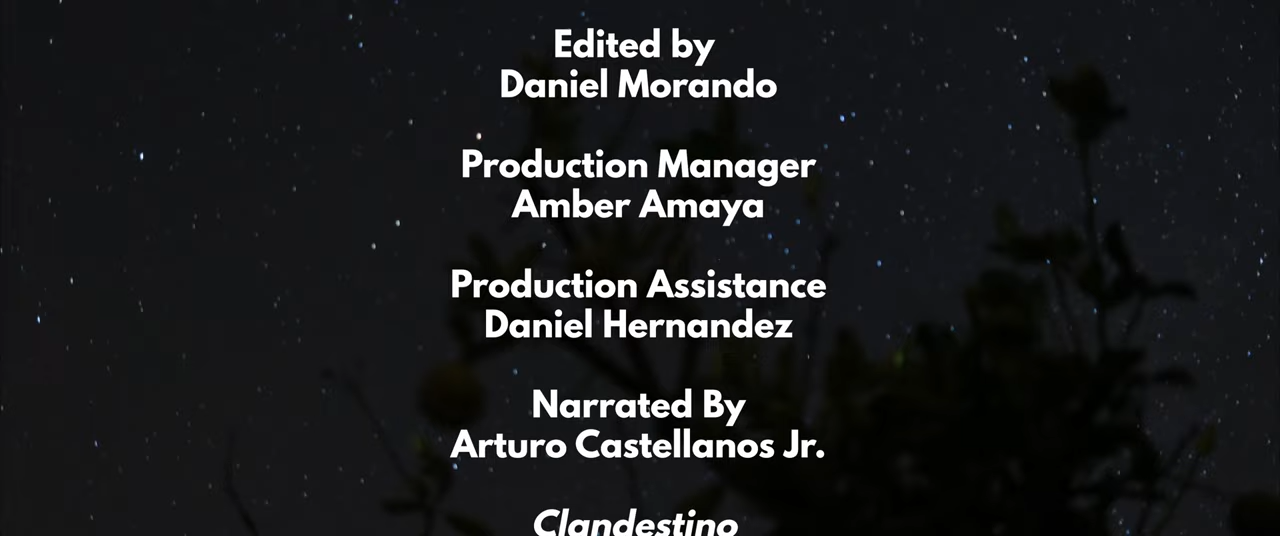 Edited by
Daniel Morando
Production Manager
Amber Amaya
Production Assistance
Daniel Hernandez
Narrated By
Arturo Castellanos Jr.
Clandestino